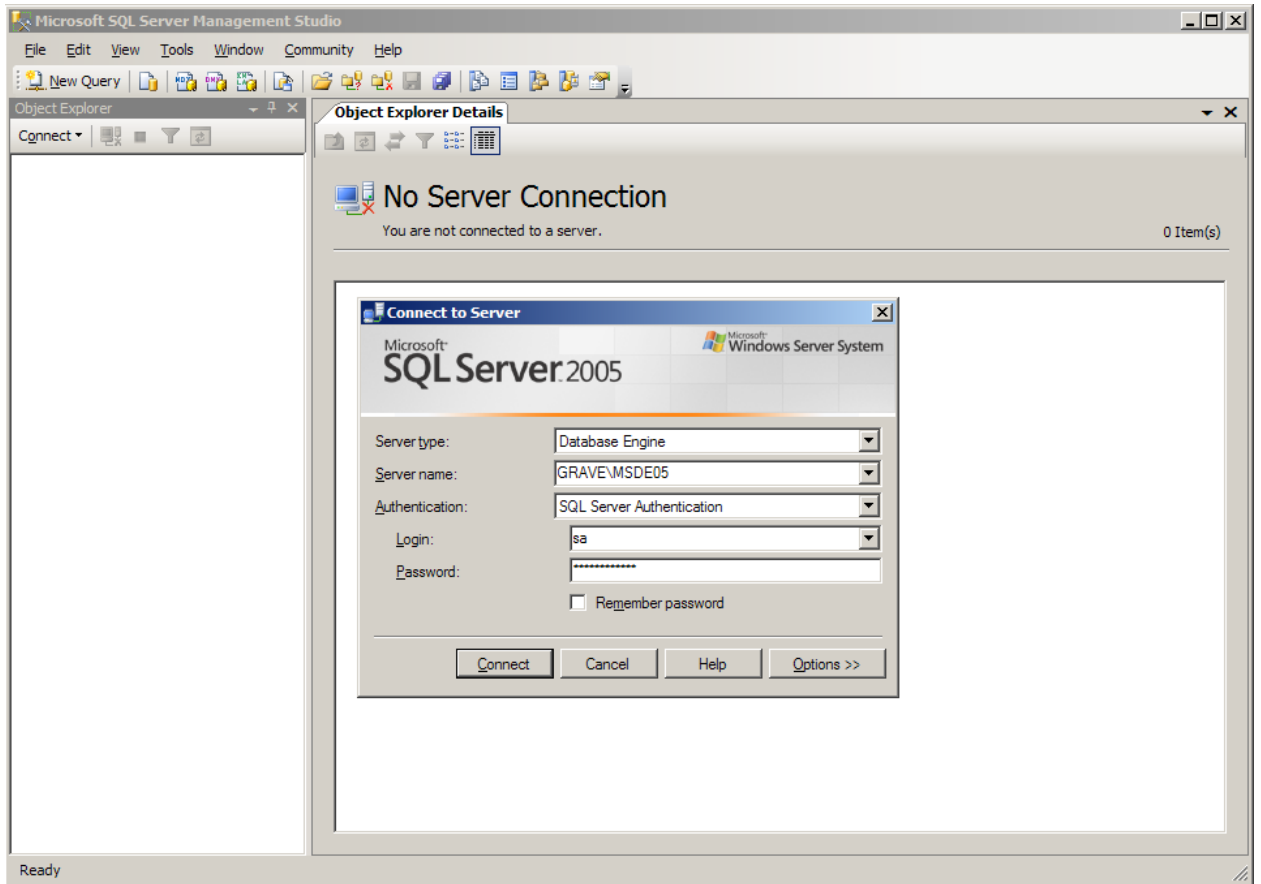 Microsoft SQL Server Management Studio
File Edit View Tools Window Community Help
New Query
Object Explorer
Connect
Object Explorer Details
No Server Connection
You are not connected to a server.
0 Item(s)
Connect to Server
Microsoft
SQL Server 2005
Microsoft
Windows Server System
Server type: Database Engine
Server name: GRAVE\MSDE05
Authentication: SQL Server Authentication
Login: sa
Password: ************
Remember password
Connect Cancel Help Options >>
Ready